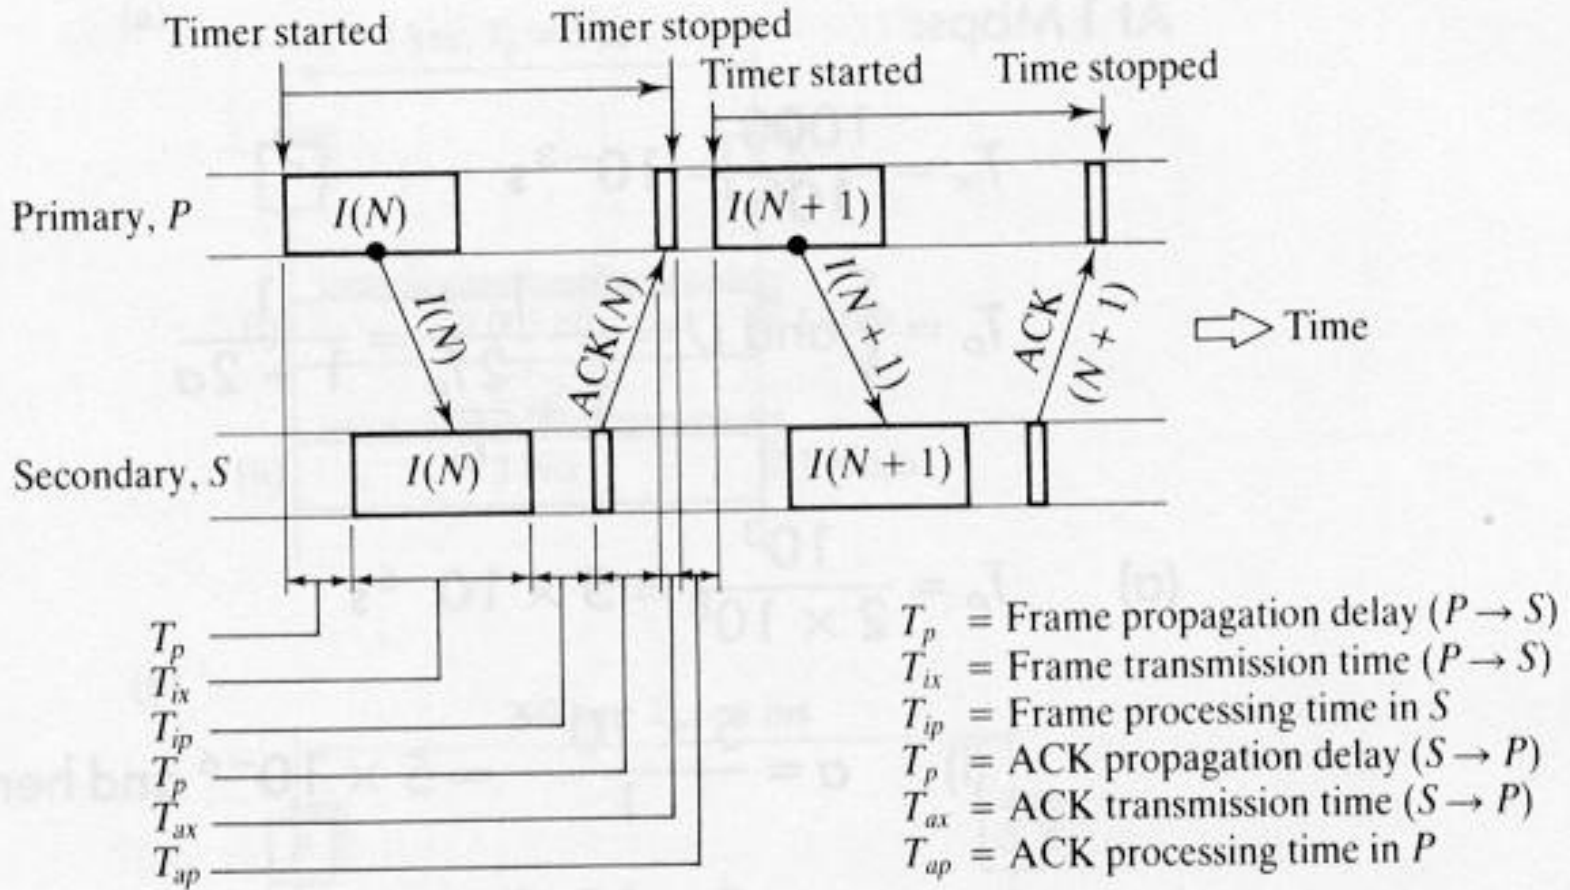 Timer started
Timer stopped
Timer started
Time stopped
Primary, P
I(N)
I(N + 1)
I(N)
ACK(N)
I(N + 1)
ACK
(N + 1)
Time
Secondary, S
I(N)
I(N + 1)
T_p
T_ix
T_ip
T_p
T_ax
T_ap
T_p = Frame propagation delay (P → S)
T_ix = Frame transmission time (P → S)
T_ip = Frame processing time in S
T_p = ACK propagation delay (S → P)
T_ax = ACK transmission time (S → P)
T_ap = ACK processing time in P